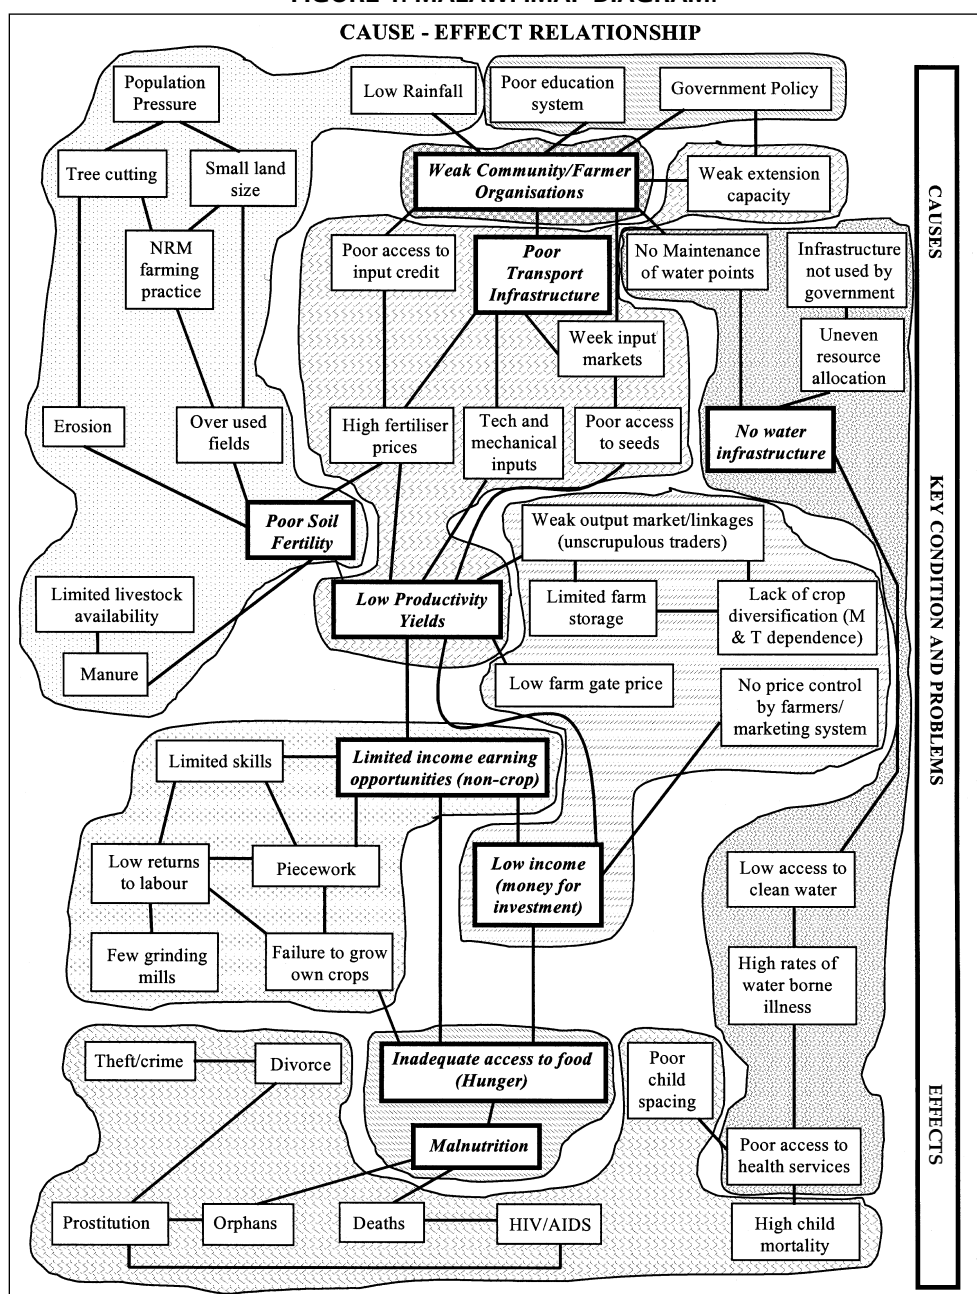 FIGURE 1: MALAWI IMAP DIAGRAM.
CAUSE - EFFECT RELATIONSHIP
Population
Pressure
Low Rainfall
Poor education
system
Government Policy
Tree cutting
Small land
size
Weak Community/Farmer
Organisations
Weak extension
capacity
NRM
farming
practice
Poor access to
input credit
Poor
Transport
Infrastructure
No Maintenance
of water points
Infrastructure
not used by
government
Week input
markets
Uneven
resource
allocation
Erosion
Over used
fields
High fertiliser
prices
Tech and
mechanical
inputs
Poor access
to seeds
No water
infrastructure
Poor Soil
Fertility
Weak output market/linkages
(unscrupulous traders)
Limited livestock
availability
Low Productivity
Yields
Limited farm
storage
Lack of crop
diversification (M
& T dependence)
Manure
Low farm gate price
No price control
by farmers/
marketing system
Limited skills
Limited income earning
opportunities (non-crop)
Low returns
to labour
Piecework
Low income
(money for
investment)
Low access to
clean water
Few grinding
mills
Failure to grow
own crops
High rates of
water borne
illness
Theft/crime
Divorce
Inadequate access to food
(Hunger)
Poor
child
spacing
Malnutrition
Poor access to
health services
Prostitution
Orphans
Deaths
HIV/AIDS
High child
mortality
CAUSES
KEY CONDITION AND PROBLEMS
EFFECTS